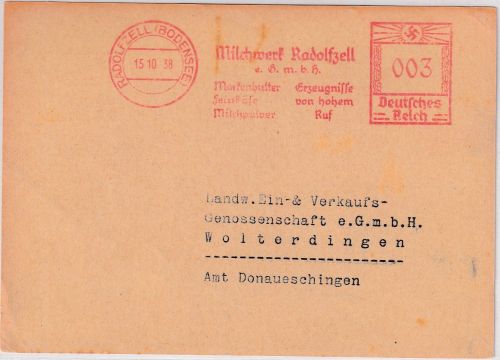 RADOLFZELL (BODENSEE)
15 10 38
Milchwerk Radolfzell
e. G. m. b. H.
Markenbutter
Feinkäse
Milchpulver
Erzeugnisse
von hohem
Ruf
003
Deutsches
Reich
Landw.Ein-& Verkaufs-
Genossenschaft e.G.m.b.H.
Wolterdingen
Amt Donaueschingen